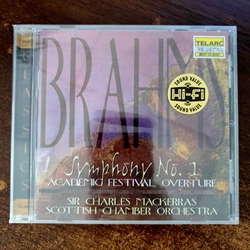 BRAHMS
TELARC
SOUND VALUE
Hi-Fi
SOUND VALUE
CLASSICS
Symphony No. 1
ACADEMIC FESTIVAL OVERTURE
SIR CHARLES MACKERRAS
SCOTTISH CHAMBER ORCHESTRA